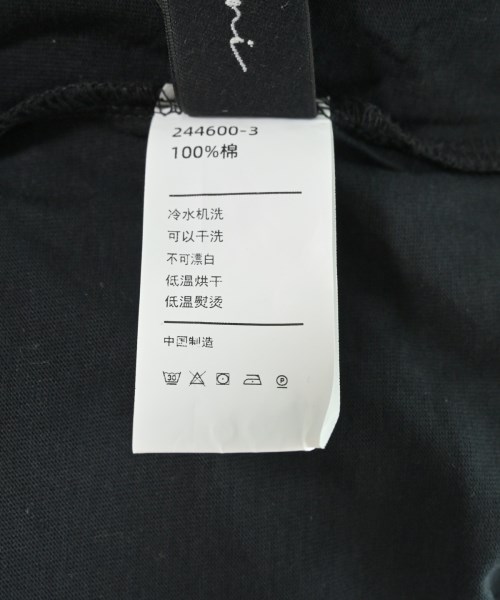 244600-3
100%棉
冷水机洗
可以干洗
不可漂白
低温烘干
低温熨烫
中国制造
30
P